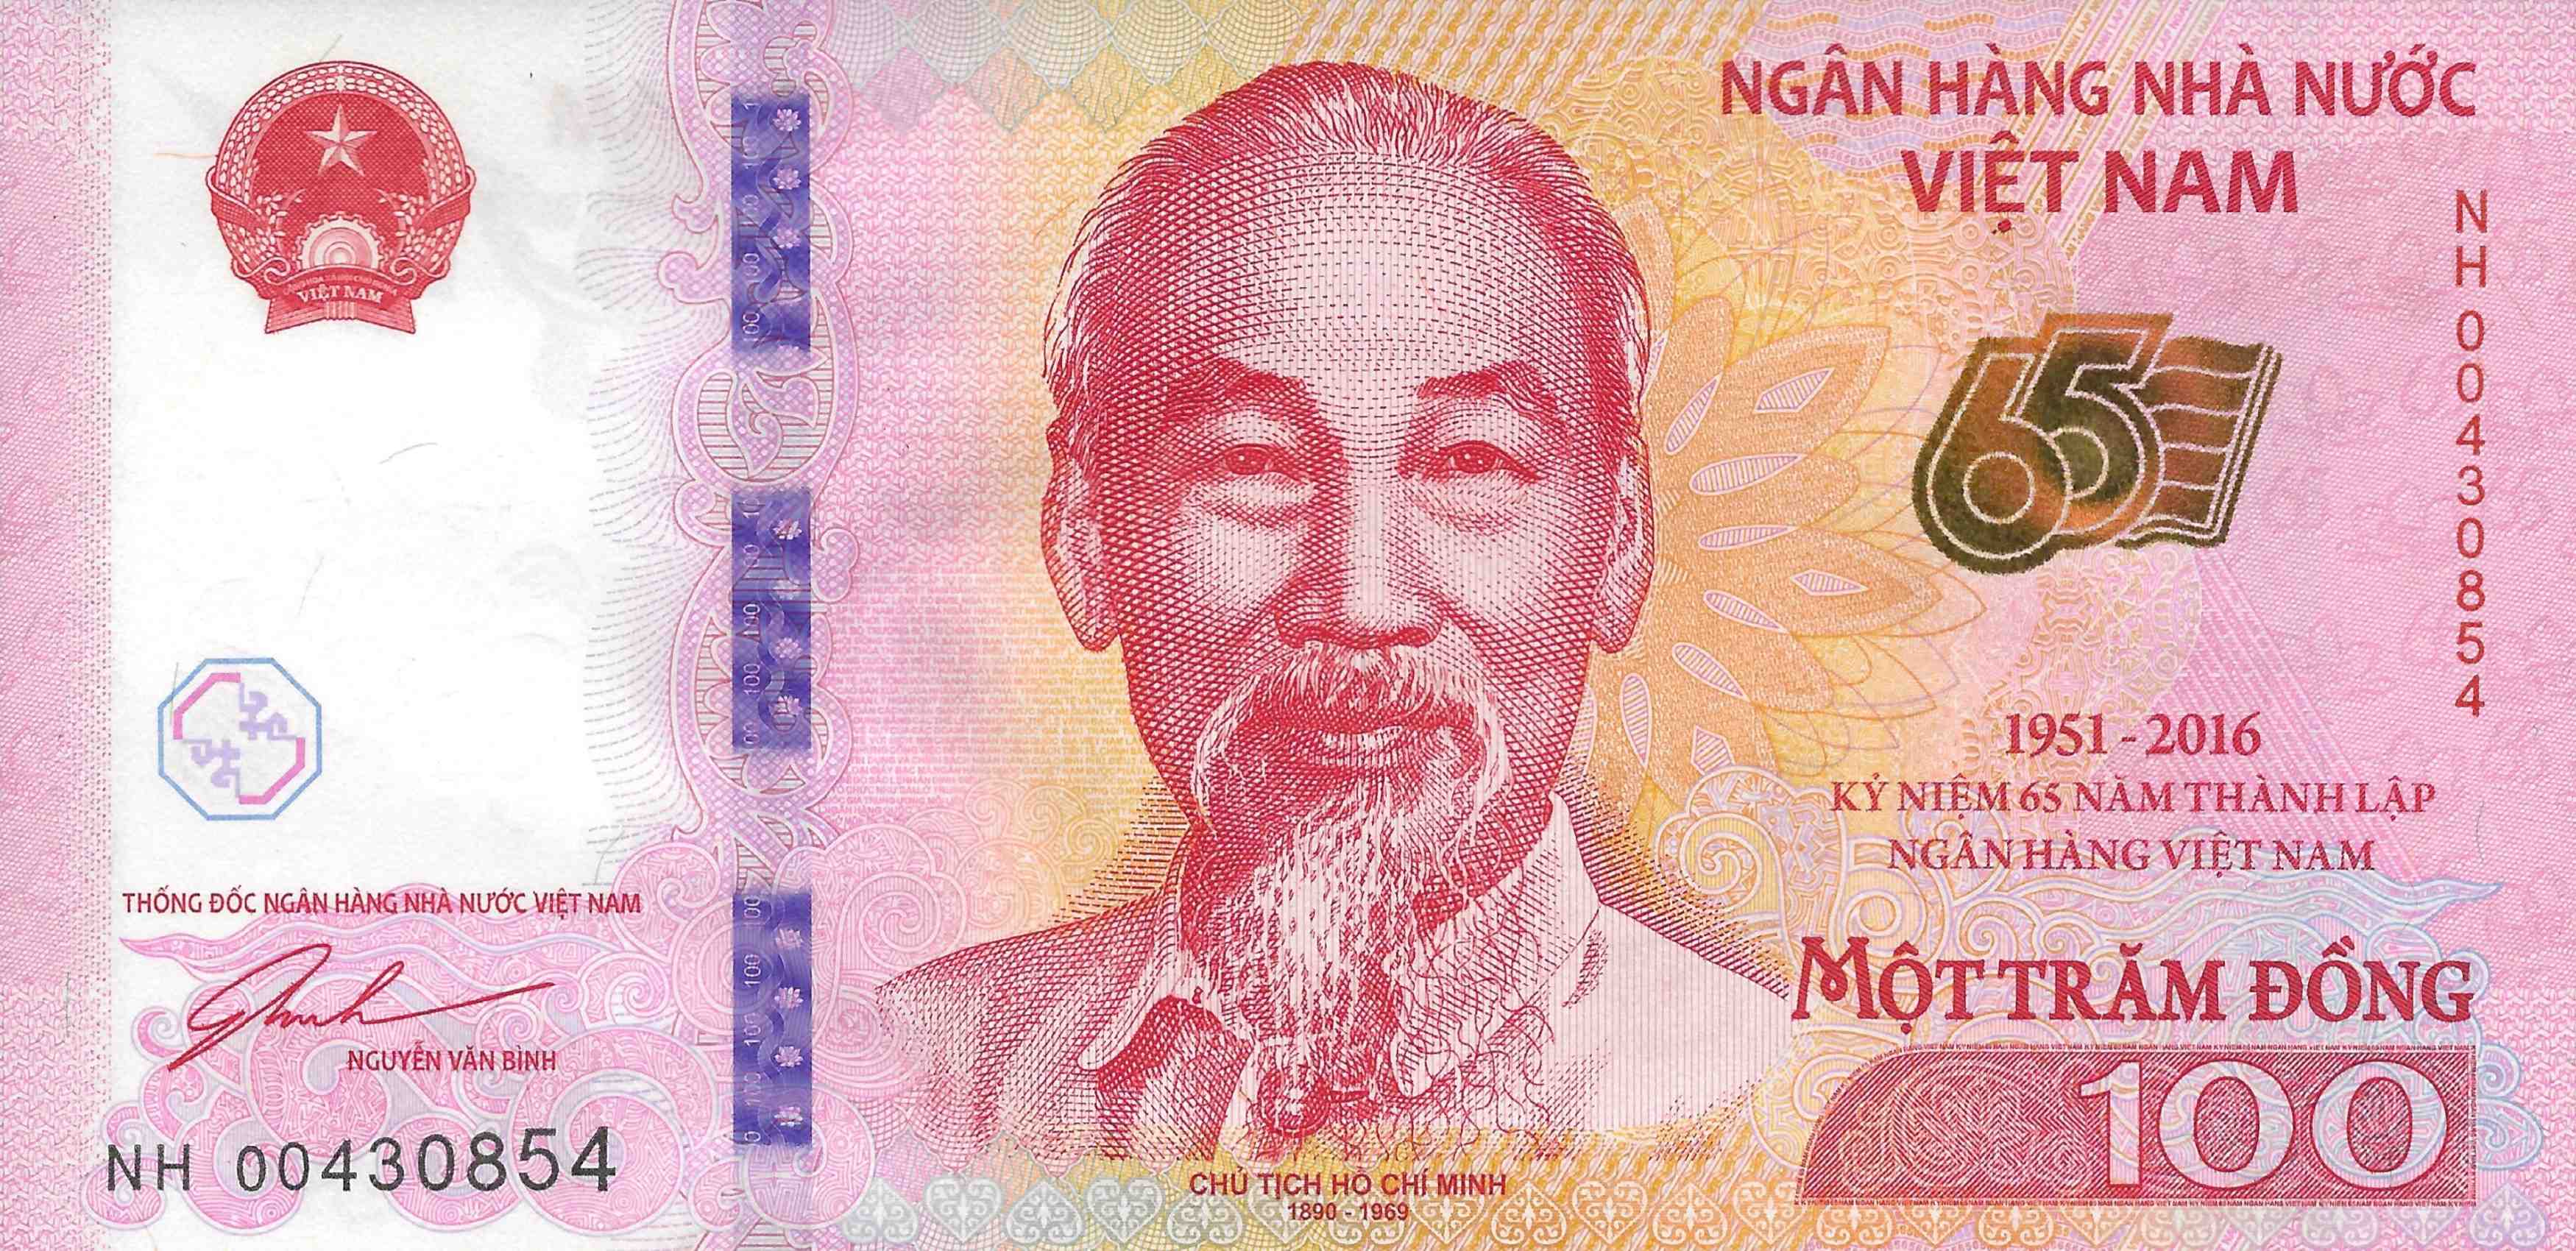 VIỆT NAM
THỐNG ĐỐC NGÂN HÀNG NHÀ NƯỚC VIỆT NAM
NGUYỄN VĂN BÌNH
NH 00430854
CHỦ TỊCH HỒ CHÍ MINH
1890 - 1969
NGÂN HÀNG NHÀ NƯỚC
VIỆT NAM
NH 00430854
65
1951 - 2016
KỶ NIỆM 65 NĂM THÀNH LẬP
NGÂN HÀNG VIỆT NAM
MỘT TRĂM ĐỒNG
100